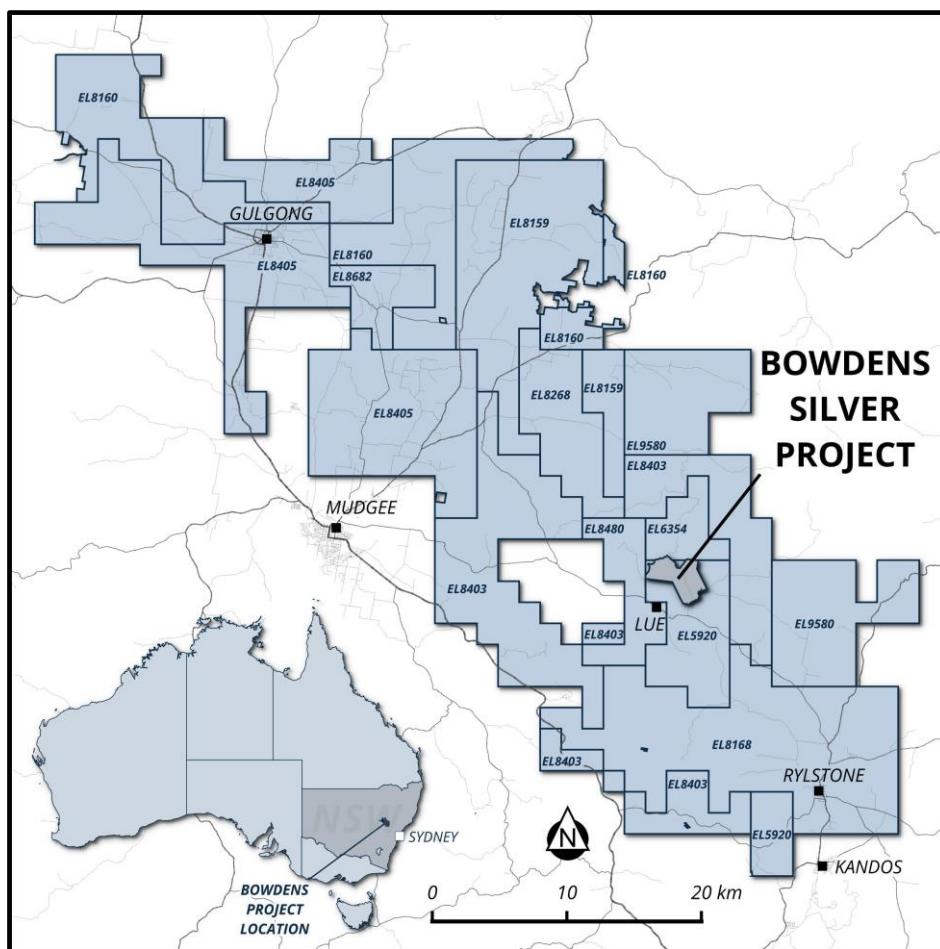 EL8160
EL8405
GULGONG
EL8159
EL8405
EL8160
EL8682
EL8160
EL8160
BOWDENS
SILVER
PROJECT
EL8405
EL8268
EL8159
EL9580
EL8403
MUDGEE
EL8480
EL6354
EL8403
LUE
EL8403
EL5920
EL9580
EL8168
EL8403
EL8403
RYLSTONE
EL5920
KANDOS
NSW
SYDNEY
BOWDENS
PROJECT
LOCATION
N
0 10 20 km